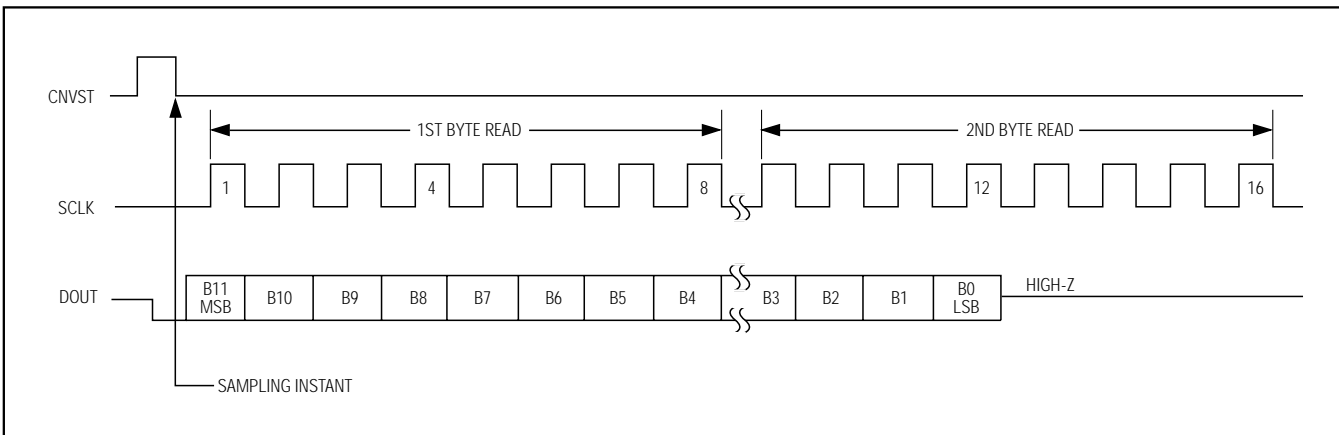 CNVST
1ST BYTE READ
2ND BYTE READ
SCLK
1
4
8
12
16
DOUT
B11
MSB
B10
B9
B8
B7
B6
B5
B4
B3
B2
B1
B0
LSB
HIGH-Z
SAMPLING INSTANT